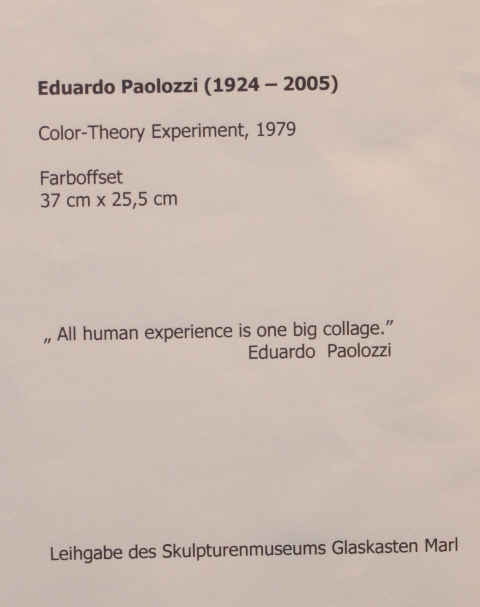 Eduardo Paolozzi (1924 – 2005)
Color-Theory Experiment, 1979
Farboffset
37 cm x 25,5 cm
„ All human experience is one big collage.”
Eduardo Paolozzi
Leihgabe des Skulpturenmuseums Glaskasten Marl